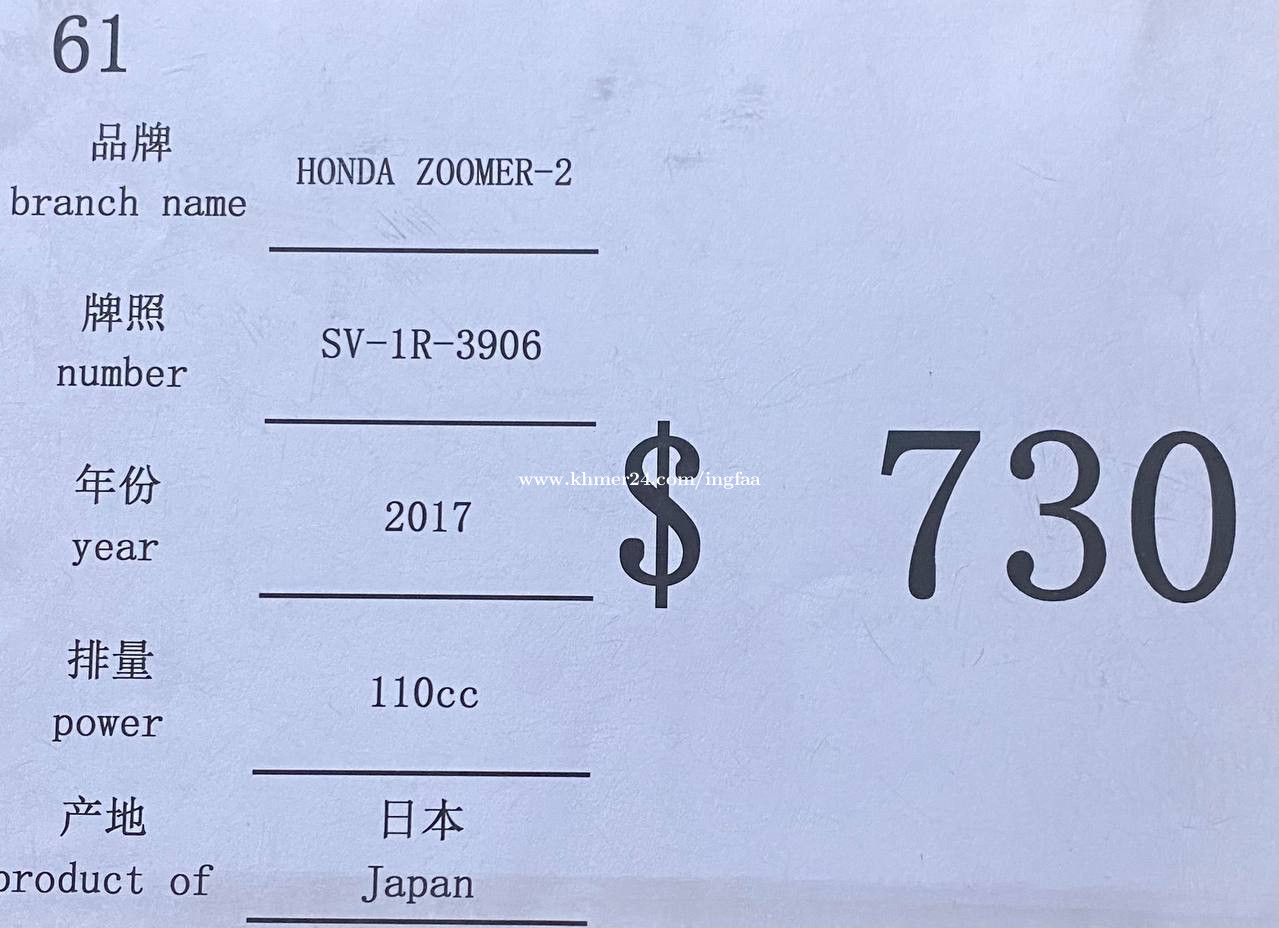 61
品牌
branch name
HONDA ZOOMER-2
牌照
number
SV-1R-3906
年份
year
2017
$ 730
www.khmer24.com/ingfaa
排量
power
110cc
产地
product of
日本
Japan